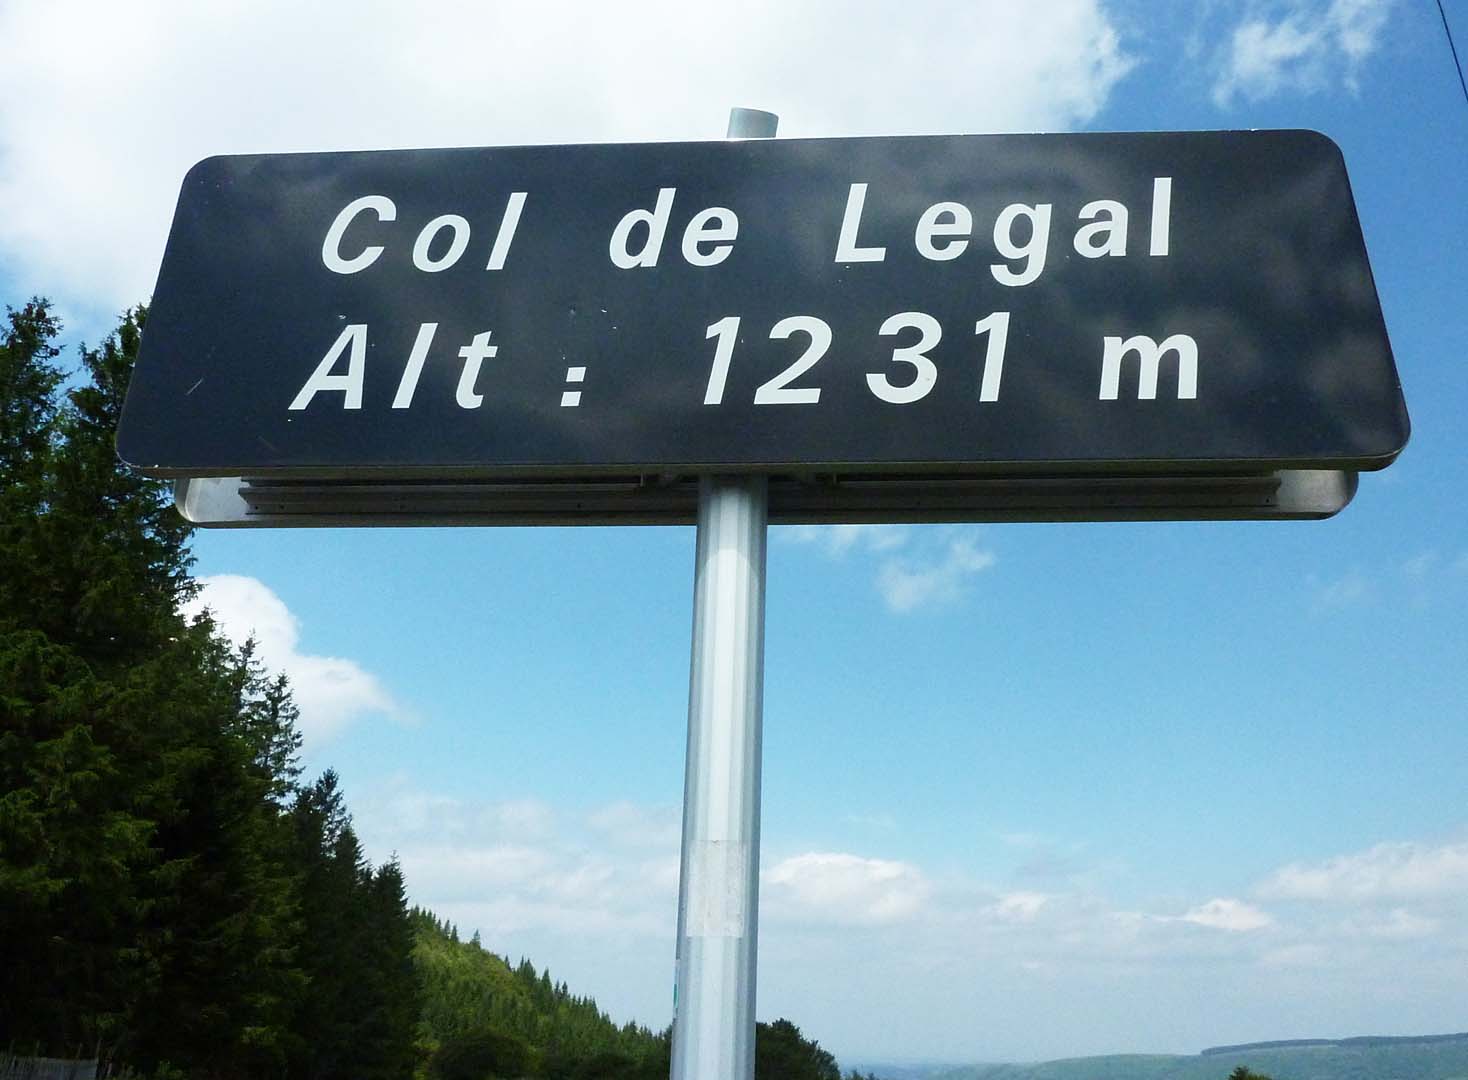 Col de Legal
Alt : 1231 m